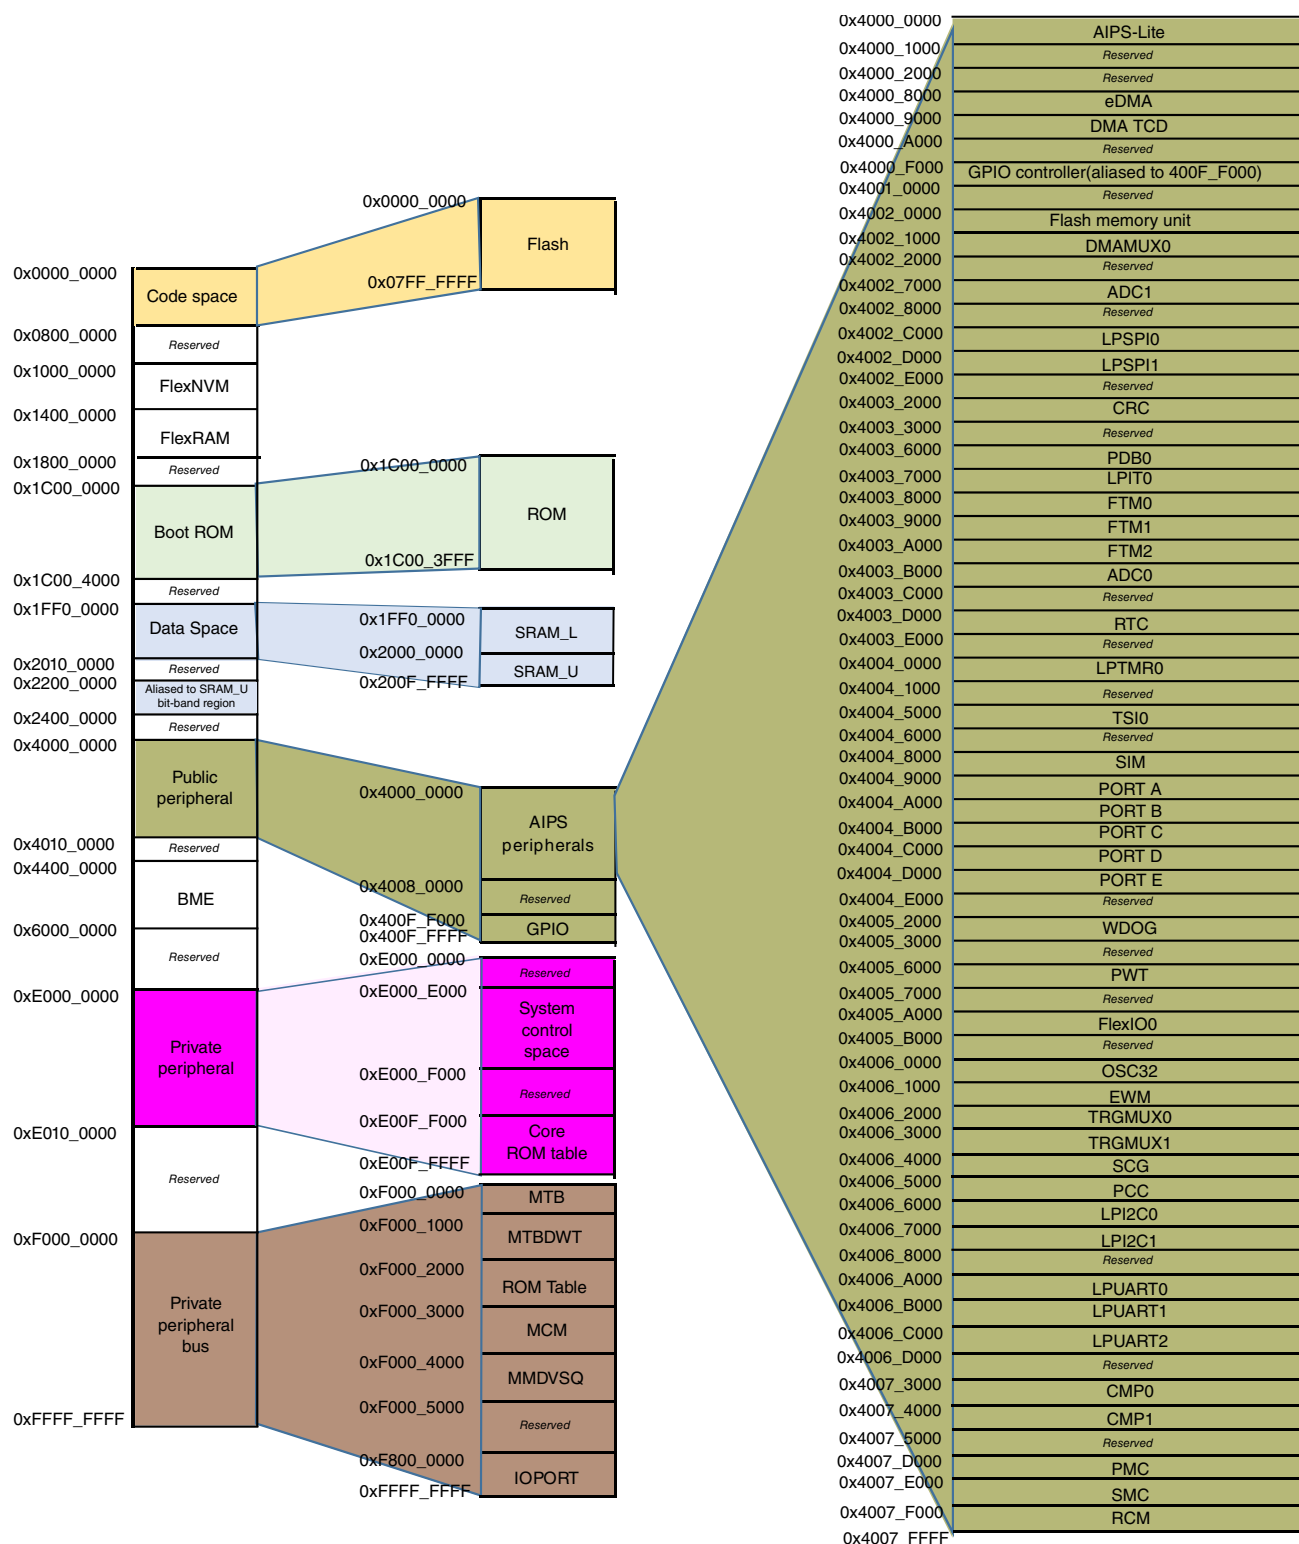 0x0000_0000
Code space
0x0800_0000
Reserved
0x1000_0000
FlexNVM
0x1400_0000
FlexRAM
0x1800_0000
Reserved
0x1C00_0000
Boot ROM
0x1C00_4000
Reserved
0x1FF0_0000
Data Space
0x2010_0000
Reserved
0x2200_0000
Aliased to SRAM_U
bit-band region
0x2400_0000
Reserved
0x4000_0000
Public
peripheral
0x4010_0000
Reserved
0x4400_0000
BME
0x6000_0000
Reserved
0xE000_0000
Private
peripheral
0xE010_0000
Reserved
0xF000_0000
Private
peripheral
bus
0xFFFF_FFFF
0x0000_0000
Flash
0x07FF_FFFF
0x1C00_0000
ROM
0x1C00_3FFF
0x1FF0_0000
SRAM_L
0x2000_0000
SRAM_U
0x200F_FFFF
0x4000_0000
AIPS
peripherals
0x4008_0000
Reserved
0x400F_F000
GPIO
0x400F_FFFF
0xE000_0000
Reserved
0xE000_E000
System
control
space
0xE000_F000
Reserved
0xE00F_F000
Core
ROM table
0xE00F_FFFF
0xF000_0000
MTB
0xF000_1000
MTBDWT
0xF000_2000
ROM Table
0xF000_3000
MCM
0xF000_4000
MMDVSQ
0xF000_5000
Reserved
0xF800_0000
IOPORT
0xFFFF_FFFF
0x4000_0000
AIPS-Lite
0x4000_1000
Reserved
0x4000_2000
Reserved
0x4000_8000
eDMA
0x4000_9000
DMA TCD
0x4000_A000
Reserved
0x4000_F000
GPIO controller(aliased to 400F_F000)
0x4001_0000
Reserved
0x4002_0000
Flash memory unit
0x4002_1000
DMAMUX0
0x4002_2000
Reserved
0x4002_7000
ADC1
0x4002_8000
Reserved
0x4002_C000
LPSPI0
0x4002_D000
LPSPI1
0x4002_E000
Reserved
0x4003_2000
CRC
0x4003_3000
Reserved
0x4003_6000
PDB0
0x4003_7000
LPIT0
0x4003_8000
FTM0
0x4003_9000
FTM1
0x4003_A000
FTM2
0x4003_B000
ADC0
0x4003_C000
Reserved
0x4003_D000
RTC
0x4003_E000
Reserved
0x4004_0000
LPTMR0
0x4004_1000
Reserved
0x4004_5000
TSI0
0x4004_6000
Reserved
0x4004_8000
SIM
0x4004_9000
PORT A
0x4004_A000
PORT B
0x4004_B000
PORT C
0x4004_C000
PORT D
0x4004_D000
PORT E
0x4004_E000
Reserved
0x4005_2000
WDOG
0x4005_3000
Reserved
0x4005_6000
PWT
0x4005_7000
Reserved
0x4005_A000
FlexIO0
0x4005_B000
Reserved
0x4006_0000
OSC32
0x4006_1000
EWM
0x4006_2000
TRGMUX0
0x4006_3000
TRGMUX1
0x4006_4000
SCG
0x4006_5000
PCC
0x4006_6000
LPI2C0
0x4006_7000
LPI2C1
0x4006_8000
Reserved
0x4006_A000
LPUART0
0x4006_B000
LPUART1
0x4006_C000
LPUART2
0x4006_D000
Reserved
0x4007_3000
CMP0
0x4007_4000
CMP1
0x4007_5000
Reserved
0x4007_D000
PMC
0x4007_E000
SMC
0x4007_F000
RCM
0x4007_FFFF